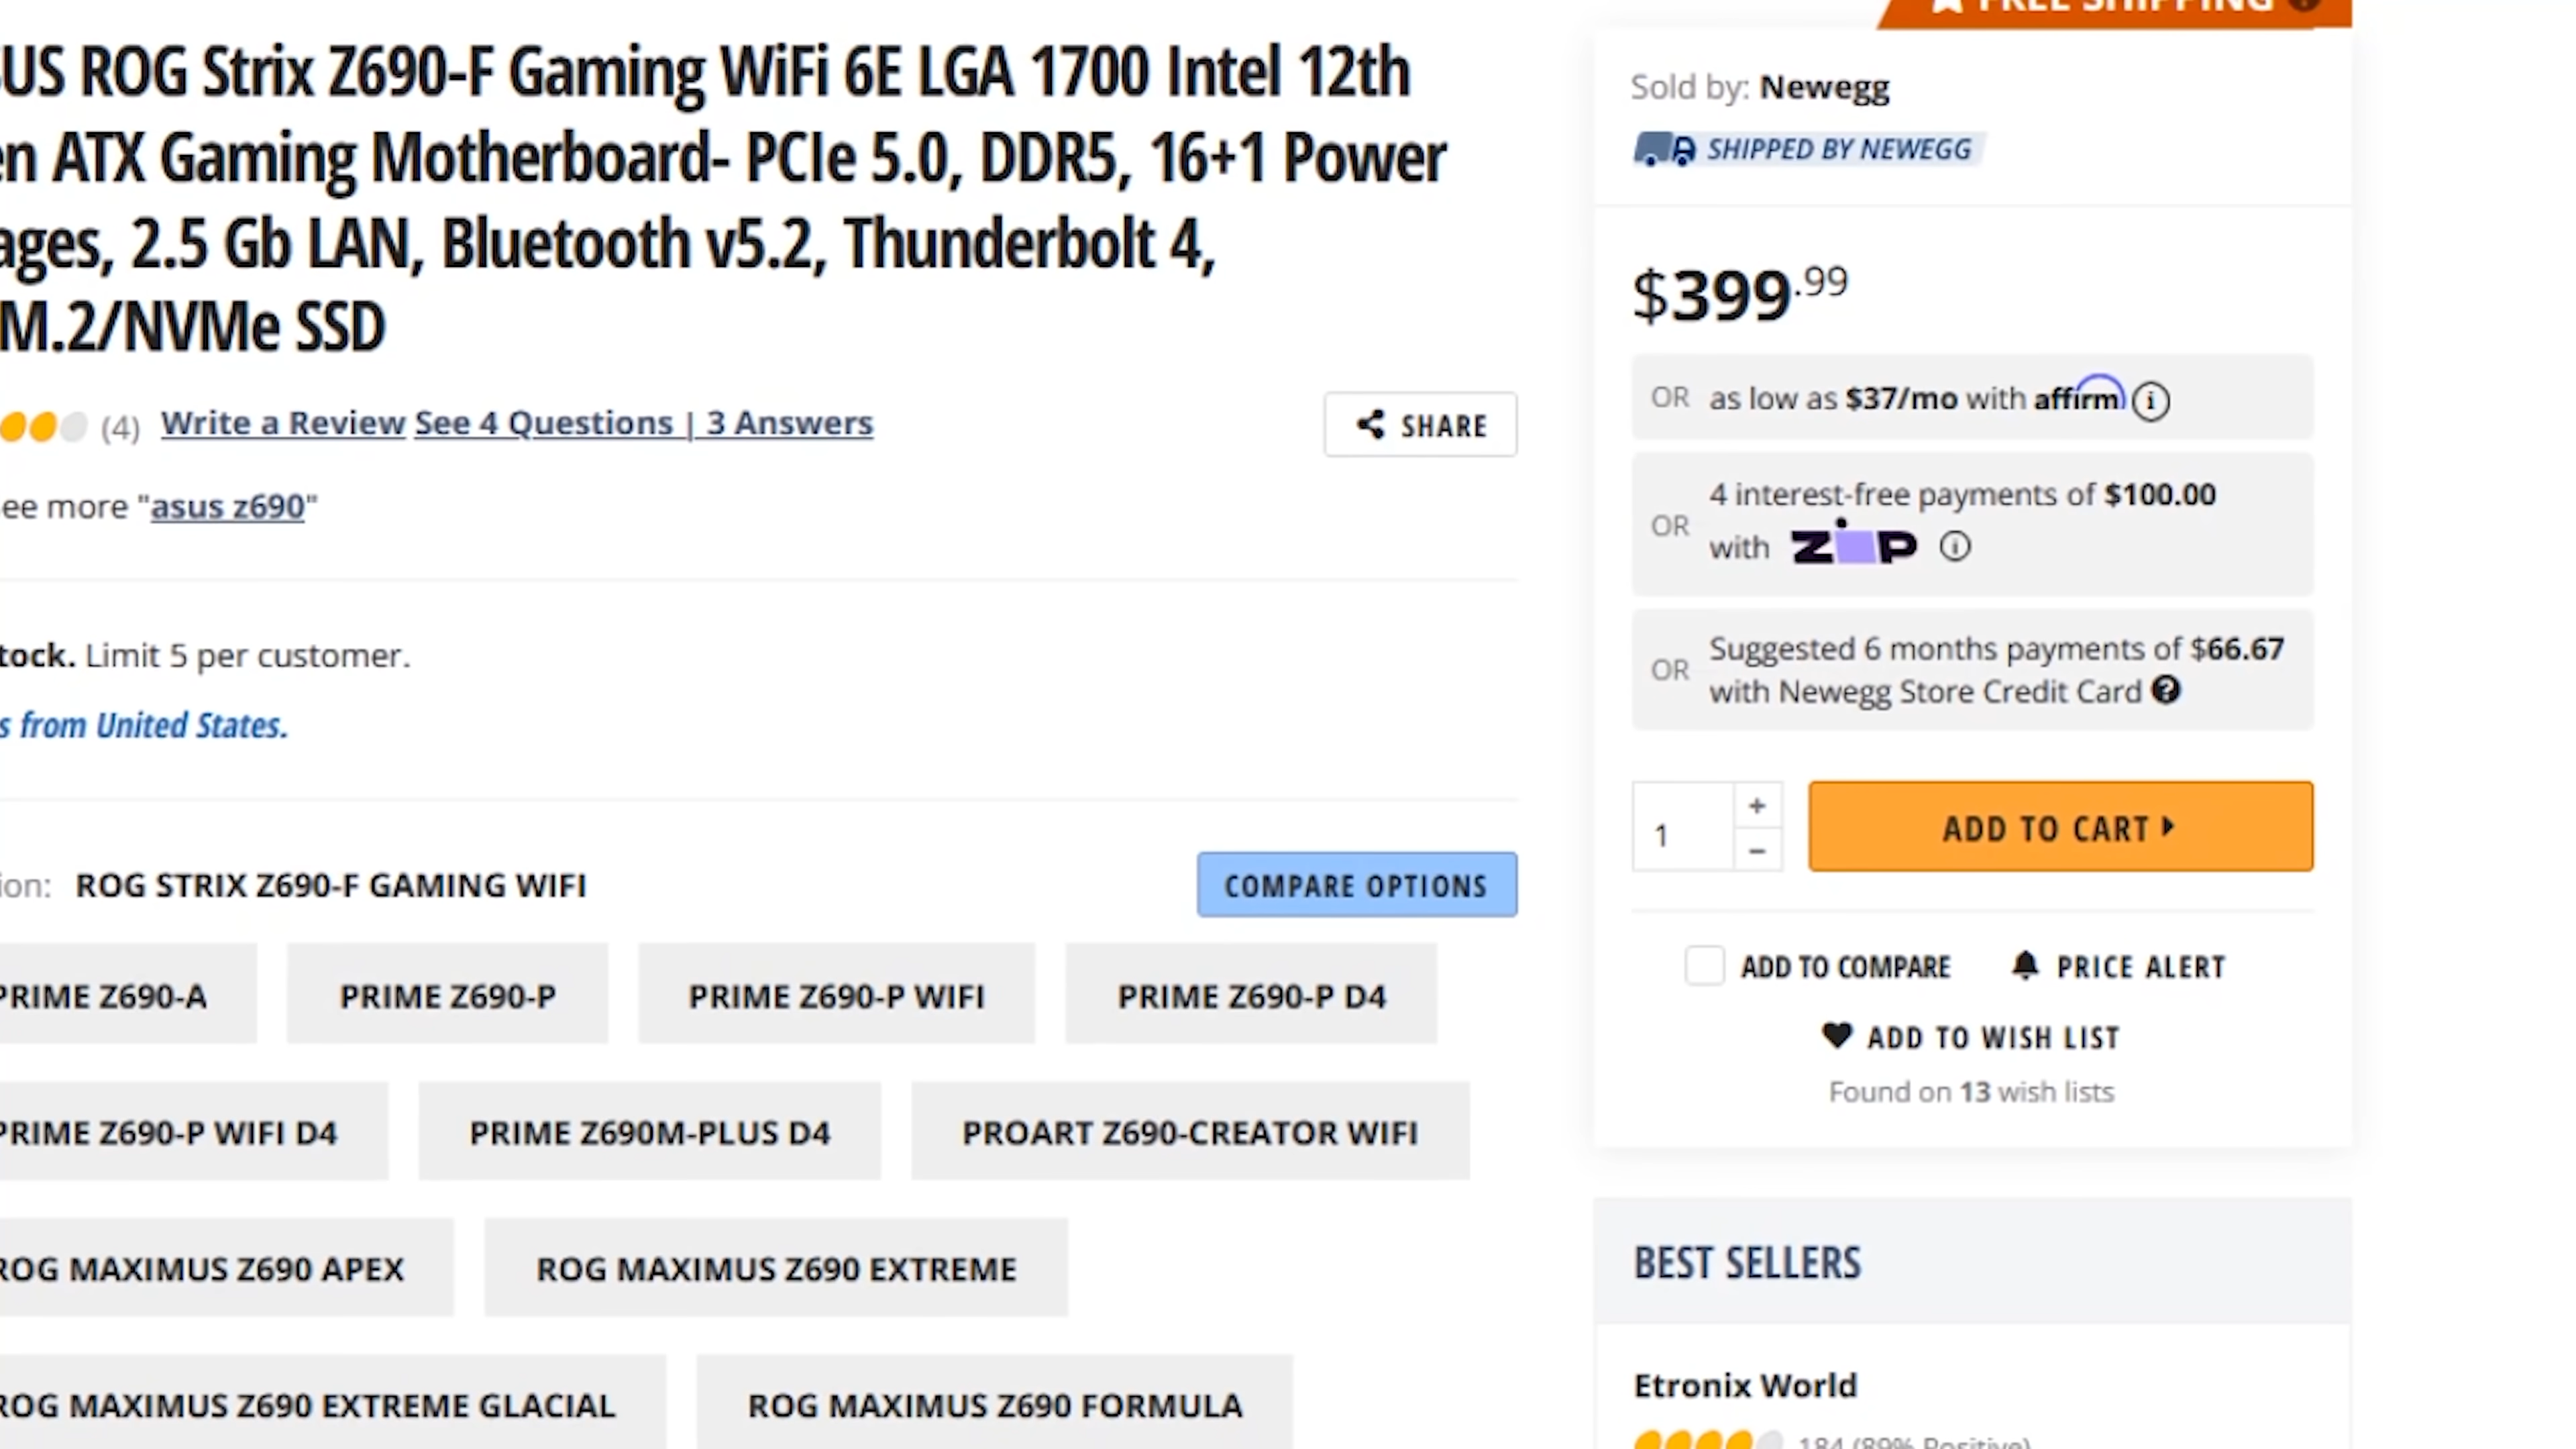 FREE SHIPPING
US ROG Strix Z690-F Gaming WiFi 6E LGA 1700 Intel 12th
en ATX Gaming Motherboard- PCIe 5.0, DDR5, 16+1 Power
ages, 2.5 Gb LAN, Bluetooth v5.2, Thunderbolt 4,
M.2/NVMe SSD
(4) Write a Review See 4 Questions | 3 Answers
SHARE
ee more "asus z690"
tock. Limit 5 per customer.
s from United States.
ion: ROG STRIX Z690-F GAMING WIFI
COMPARE OPTIONS
PRIME Z690-A PRIME Z690-P PRIME Z690-P WIFI PRIME Z690-P D4
PRIME Z690-P WIFI D4 PRIME Z690M-PLUS D4 PROART Z690-CREATOR WIFI
ROG MAXIMUS Z690 APEX ROG MAXIMUS Z690 EXTREME
ROG MAXIMUS Z690 EXTREME GLACIAL ROG MAXIMUS Z690 FORMULA
Sold by: Newegg
SHIPPED BY NEWEGG
$399.99
OR as low as $37/mo with affirm
OR 4 interest-free payments of $100.00
with ZIP
OR Suggested 6 months payments of $66.67
with Newegg Store Credit Card
1 + −
ADD TO CART
ADD TO COMPARE PRICE ALERT
ADD TO WISH LIST
Found on 13 wish lists
BEST SELLERS
Etronix World
184 (89% Positive)